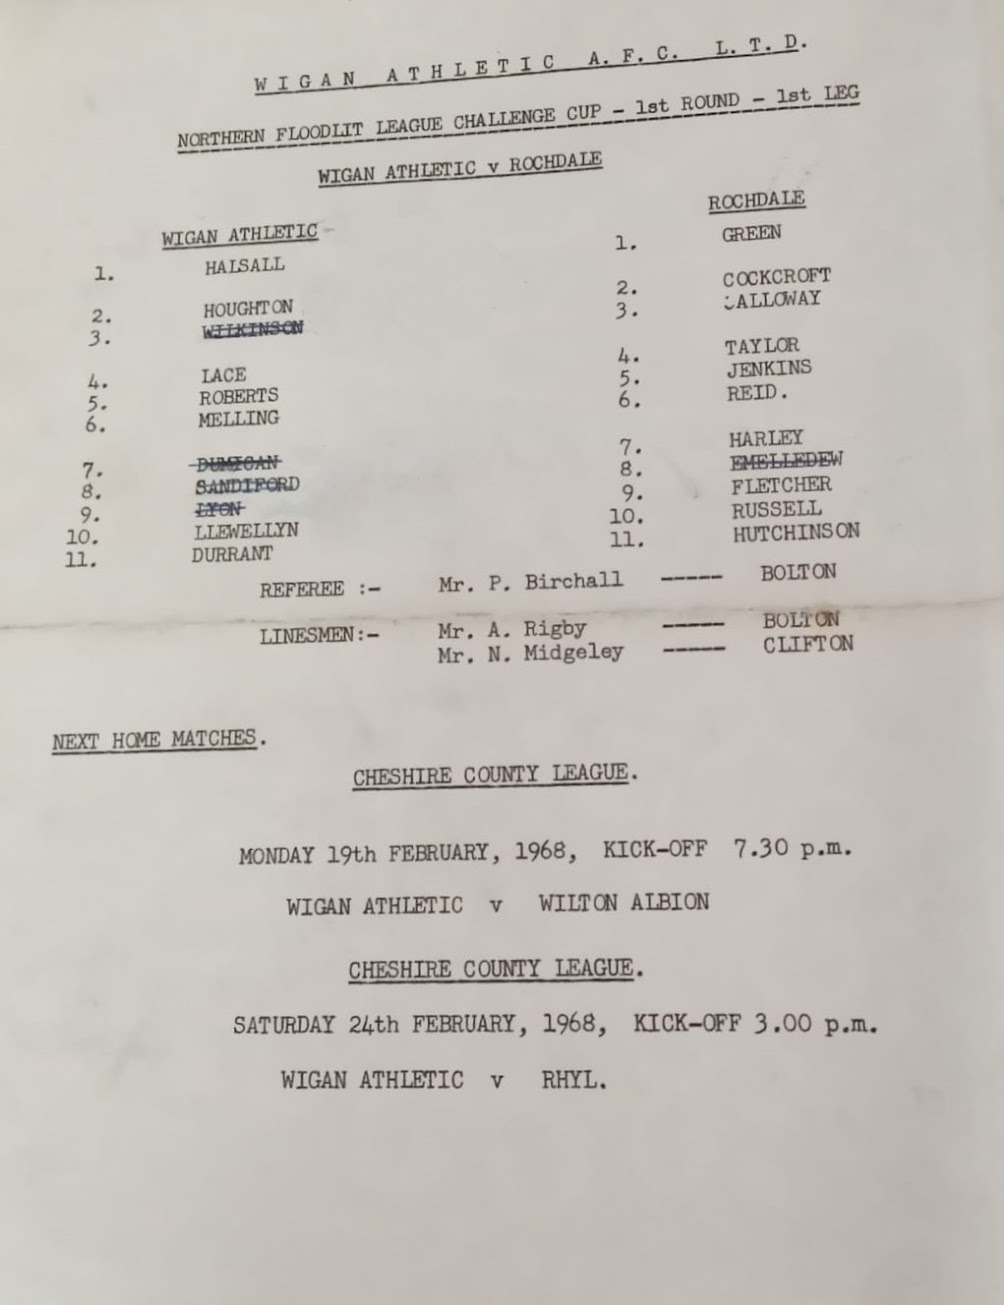 WIGAN ATHLETIC A.F.C. L.T.D.
NORTHERN FLOODLIT LEAGUE CHALLENGE CUP - 1st ROUND - 1st LEG
WIGAN ATHLETIC v ROCHDALE
WIGAN ATHLETIC
1. HALSALL
2. HOUGHTON
3. WILKINSON
4. LACE
5. ROBERTS
6. MELLING
7. DUMIGAN
8. SANDIFORD
9. LYON
10. LLEWELLYN
11. DURRANT
ROCHDALE
1. GREEN
2. COCKCROFT
3. CALLOWAY
4. TAYLOR
5. JENKINS
6. REID.
7. HARLEY
8. EMELLEDEW
9. FLETCHER
10. RUSSELL
11. HUTCHINSON
REFEREE :- Mr. P. Birchall ----- BOLTON
LINESMEN:- Mr. A. Rigby ----- BOLTON
Mr. N. Midgeley ----- CLIFTON
NEXT HOME MATCHES.
CHESHIRE COUNTY LEAGUE.
MONDAY 19th FEBRUARY, 1968, KICK-OFF 7.30 p.m.
WIGAN ATHLETIC v WILTON ALBION
CHESHIRE COUNTY LEAGUE.
SATURDAY 24th FEBRUARY, 1968, KICK-OFF 3.00 p.m.
WIGAN ATHLETIC v RHYL.